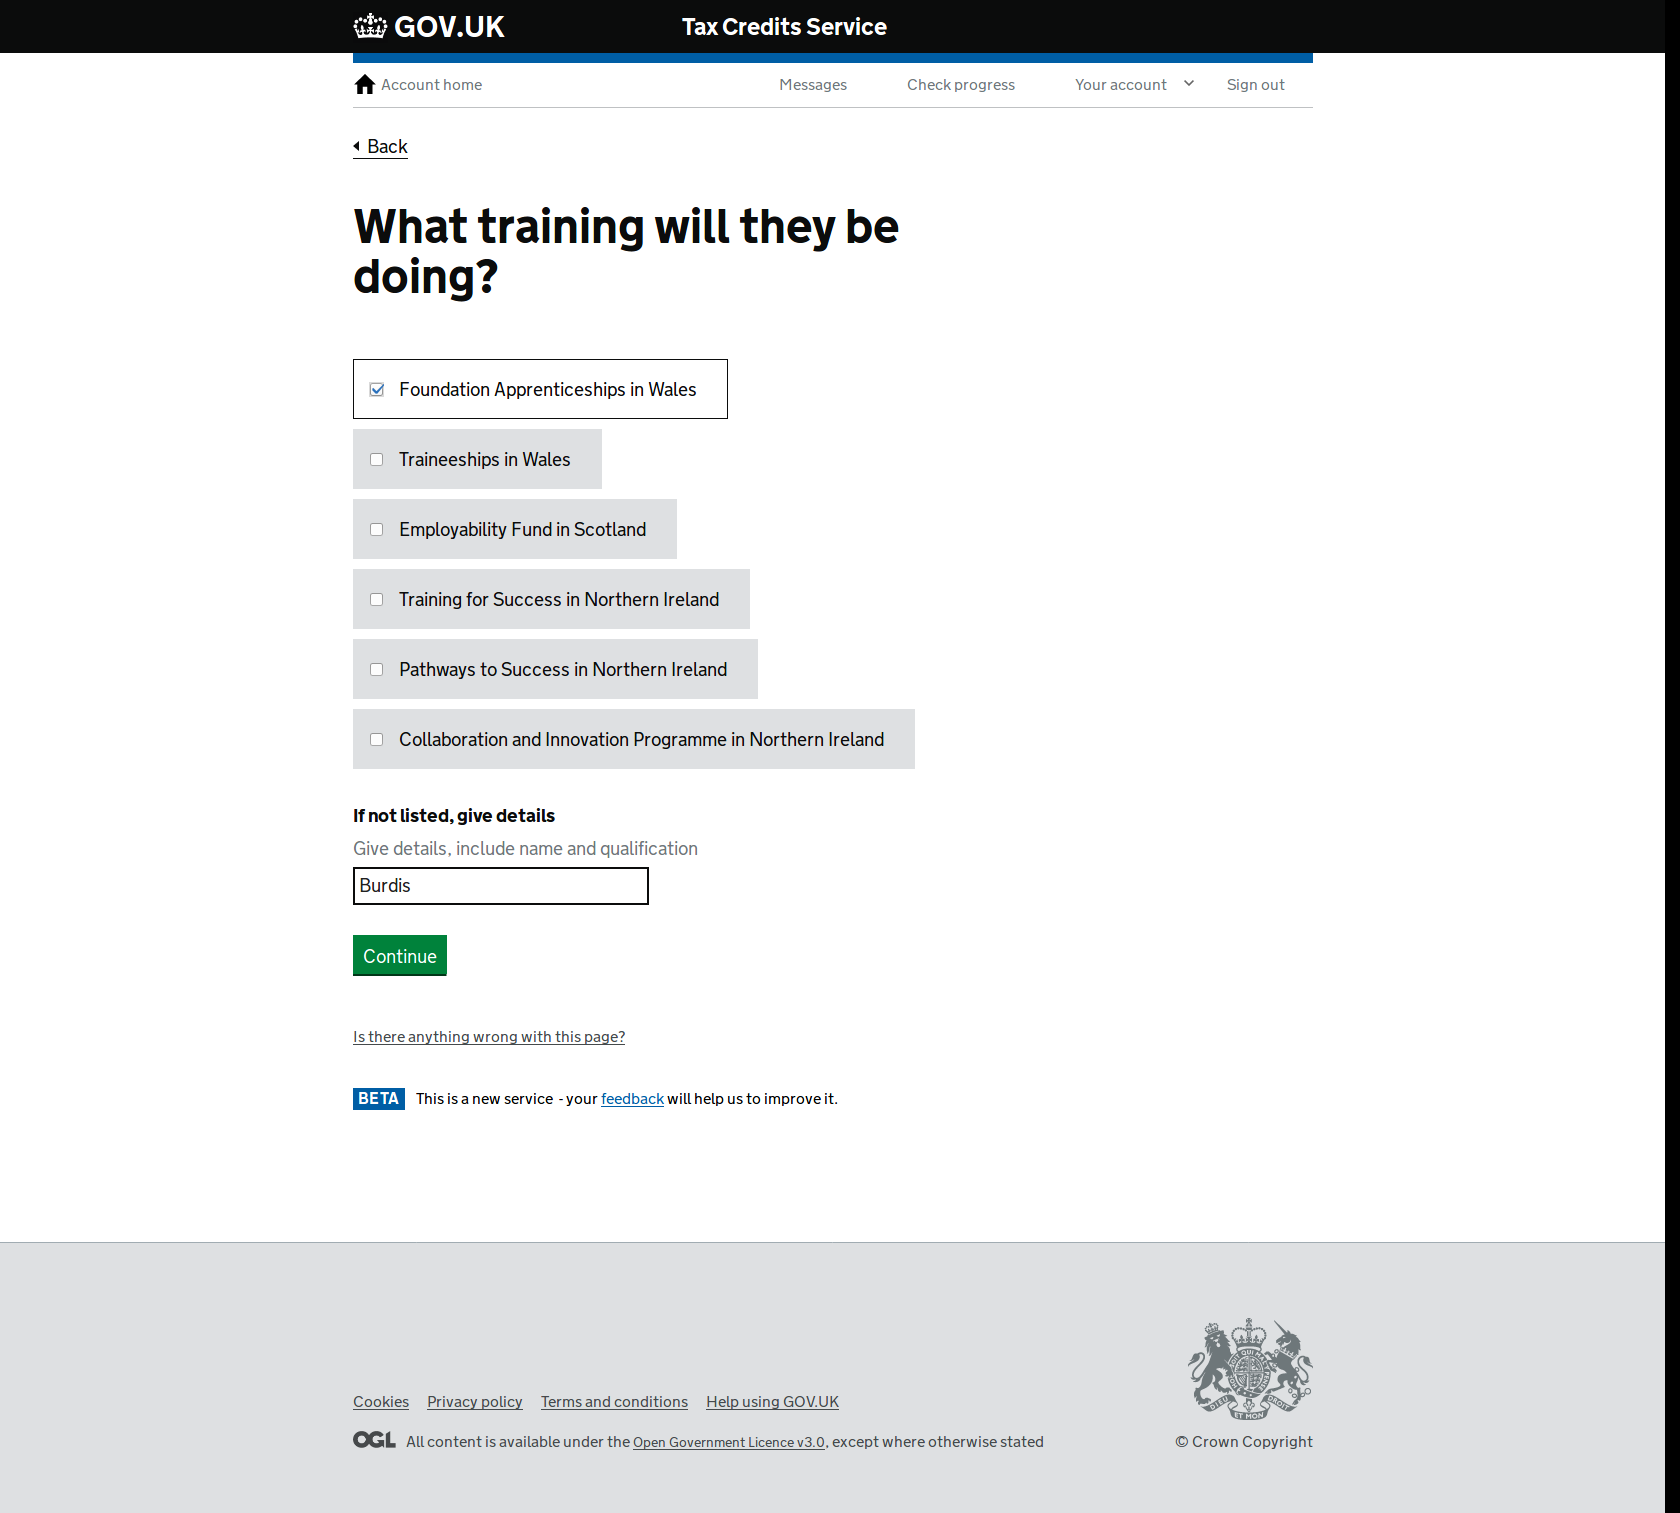 GOV.UK
Tax Credits Service
Account home
Messages
Check progress
Your account
Sign out
Back
What training will they be
doing?
Foundation Apprenticeships in Wales
Traineeships in Wales
Employability Fund in Scotland
Training for Success in Northern Ireland
Pathways to Success in Northern Ireland
Collaboration and Innovation Programme in Northern Ireland
If not listed, give details
Give details, include name and qualification
Burdis
Continue
Is there anything wrong with this page?
BETA This is a new service - your feedback will help us to improve it.
Cookies Privacy policy Terms and conditions Help using GOV.UK
OGL All content is available under the Open Government Licence v3.0, except where otherwise stated
DIEU ET MON DROIT
© Crown Copyright